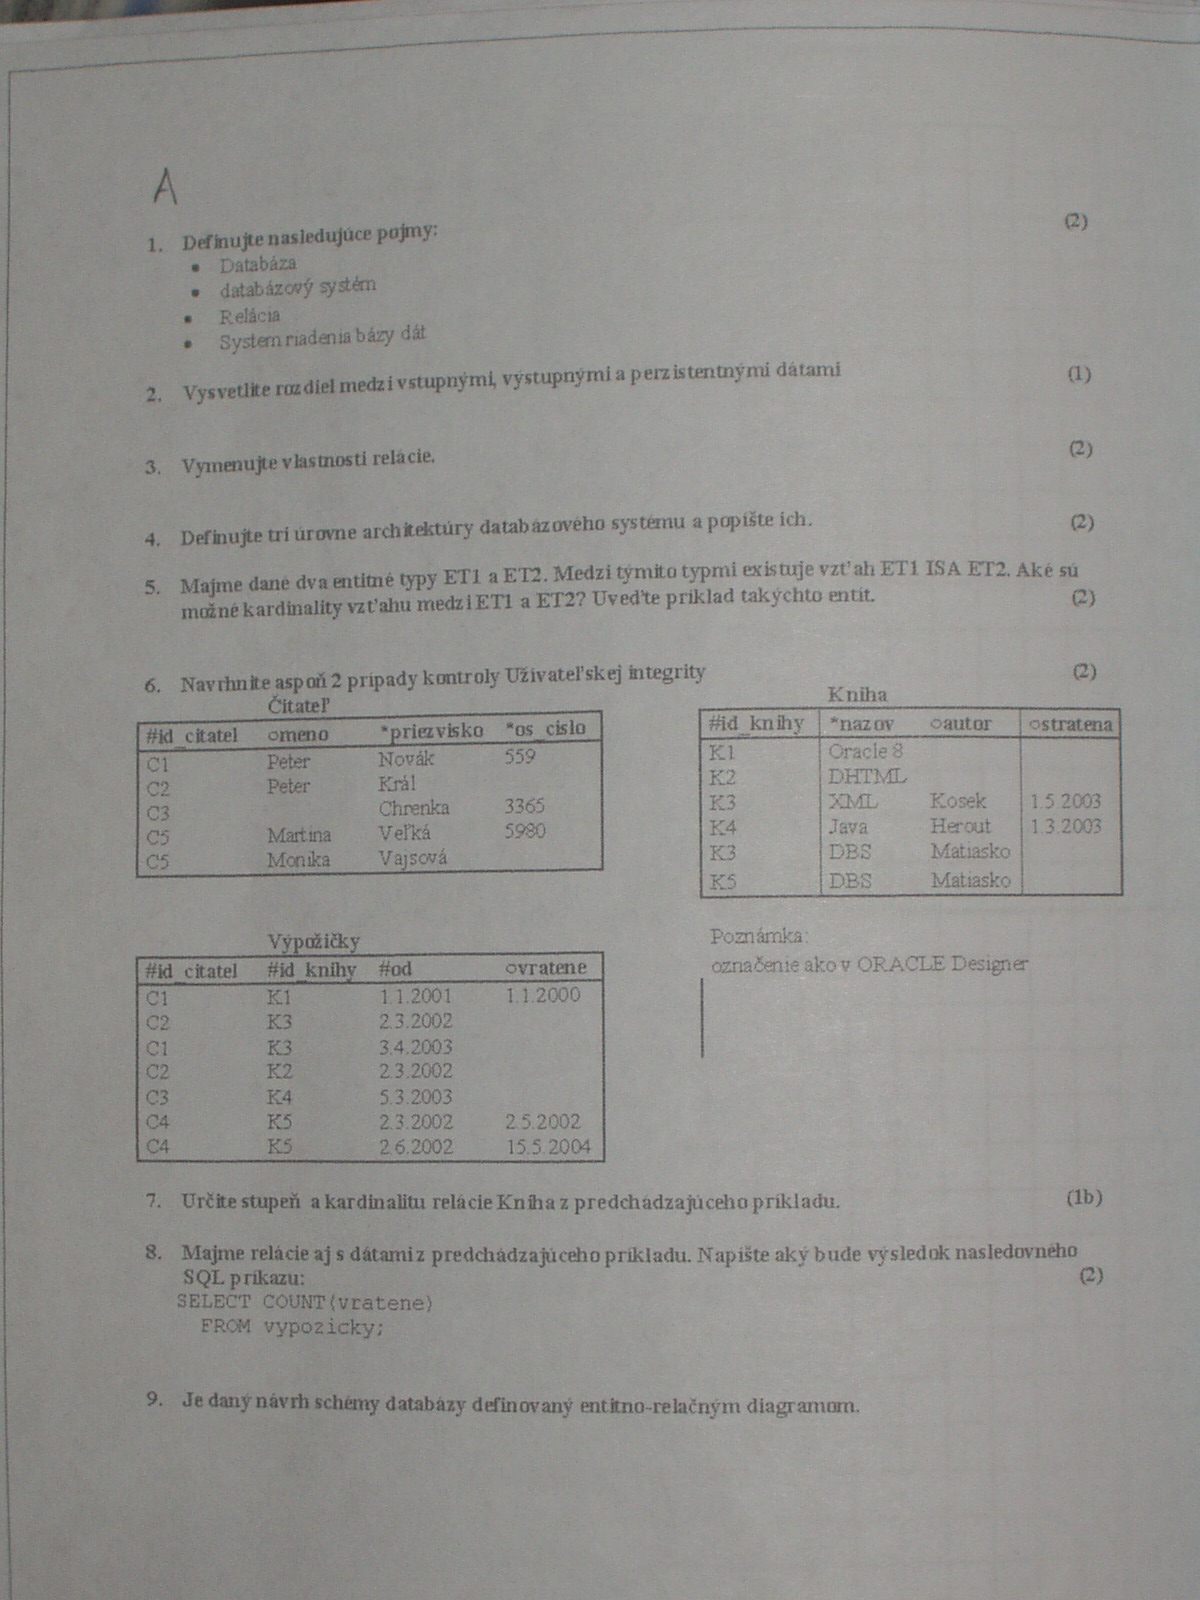 A
1. Definujte nasledujúce pojmy: (2)
• Databáza
• databázový systém
• Relácia
• System riadenia bázy dát
2. Vysvetlite rozdiel medzi vstupnými, výstupnými a perzistentnými dátami (1)
3. Vymenujte vlastnosti relácie. (2)
4. Definujte tri úrovne architektúry databázového systému a popíšte ich. (2)
5. Majme dané dva entitné typy ET1 a ET2. Medzi týmito typmi existuje vzťah ET1 ISA ET2. Aké sú
možné kardinality vzťahu medzi ET1 a ET2? Uveďte príklad takýchto entít. (2)
6. Navrhnite aspoň 2 prípady kontroly Užívateľskej integrity (2)
Čitateľ
#id_citatel ○meno *priezvisko *os_cislo
C1 Peter Novák 559
C2 Peter Král
C3 Chrenka 3365
C5 Martina Veľká 5980
C5 Monika Vajsová
Kniha
#id_knihy *nazov ○autor ○stratena
K1 Oracle 8
K2 DHTML
K3 XML Kosek 1.5.2003
K4 Java Herout 1.3.2003
K3 DBS Matiasko
K5 DBS Matiasko
Výpožičky
#id_citatel #id_knihy #od ○vratene
C1 K1 1.1.2001 1.1.2000
C2 K3 2.3.2002
C1 K3 3.4.2003
C2 K2 2.3.2002
C3 K4 5.3.2003
C4 K5 2.3.2002 2.5.2002
C4 K5 2.6.2002 15.5.2004
Poznámka:
označenie ako v ORACLE Designer
7. Určite stupeň a kardinalitu relácie Kniha z predchádzajúceho príkladu. (1b)
8. Majme relácie aj s dátami z predchádzajúceho príkladu. Napíšte aký bude výsledok nasledovného
SQL príkazu: (2)
SELECT COUNT(vratene)
FROM vypozicky;
9. Je daný návrh schémy databázy definovaný entitno-relačným diagramom.